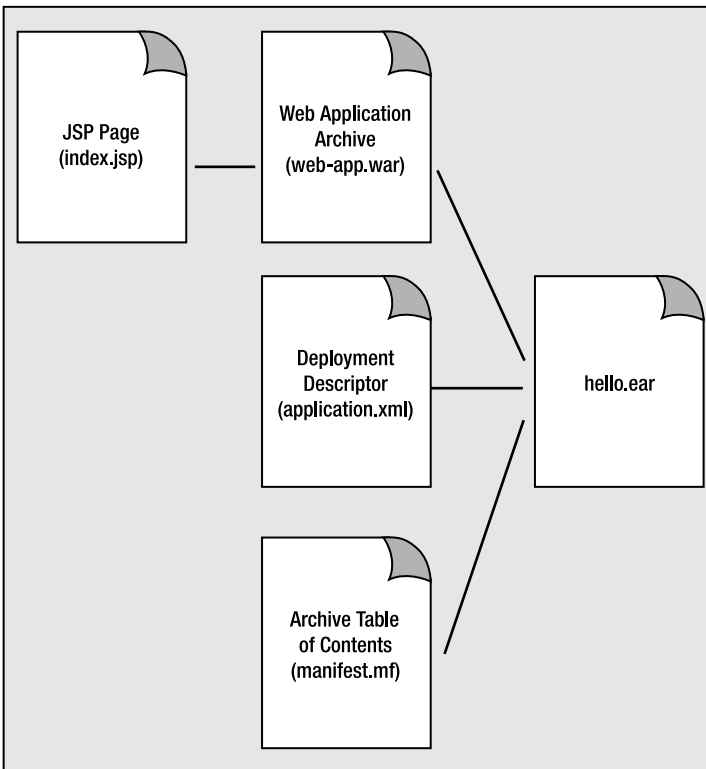 JSP Page
(index.jsp)
Web Application
Archive
(web-app.war)
Deployment
Descriptor
(application.xml)
hello.ear
Archive Table
of Contents
(manifest.mf)